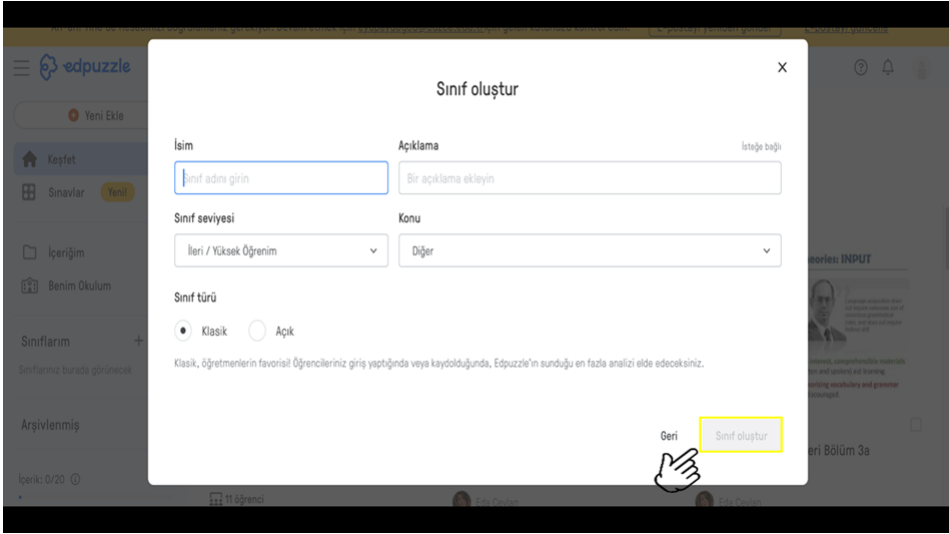 edpuzzle
Yeni Ekle
Keşfet
Sınavlar Yeni!
İçeriğim
Benim Okulum
Sınıflarım +
Sınıflarınız burada görünecek
Arşivlenmiş
İçerik: 0/20
Sınıf oluştur
X
İsim
Sınıf adını girin
Açıklama
İsteğe bağlı
Bir açıklama ekleyin
Sınıf seviyesi
İleri / Yüksek Öğrenim
Konu
Diğer
Sınıf türü
Klasik
Açık
Klasik, öğretmenlerin favorisi! Öğrencileriniz giriş yaptığında veya kaydolduğunda, Edpuzzle'ın sunduğu en fazla analizi elde edeceksiniz.
Geri
Sınıf oluştur
eories: INPUT
eri Bölüm 3a
11 öğrenci
Eda Ceylan
Eda Ceylan